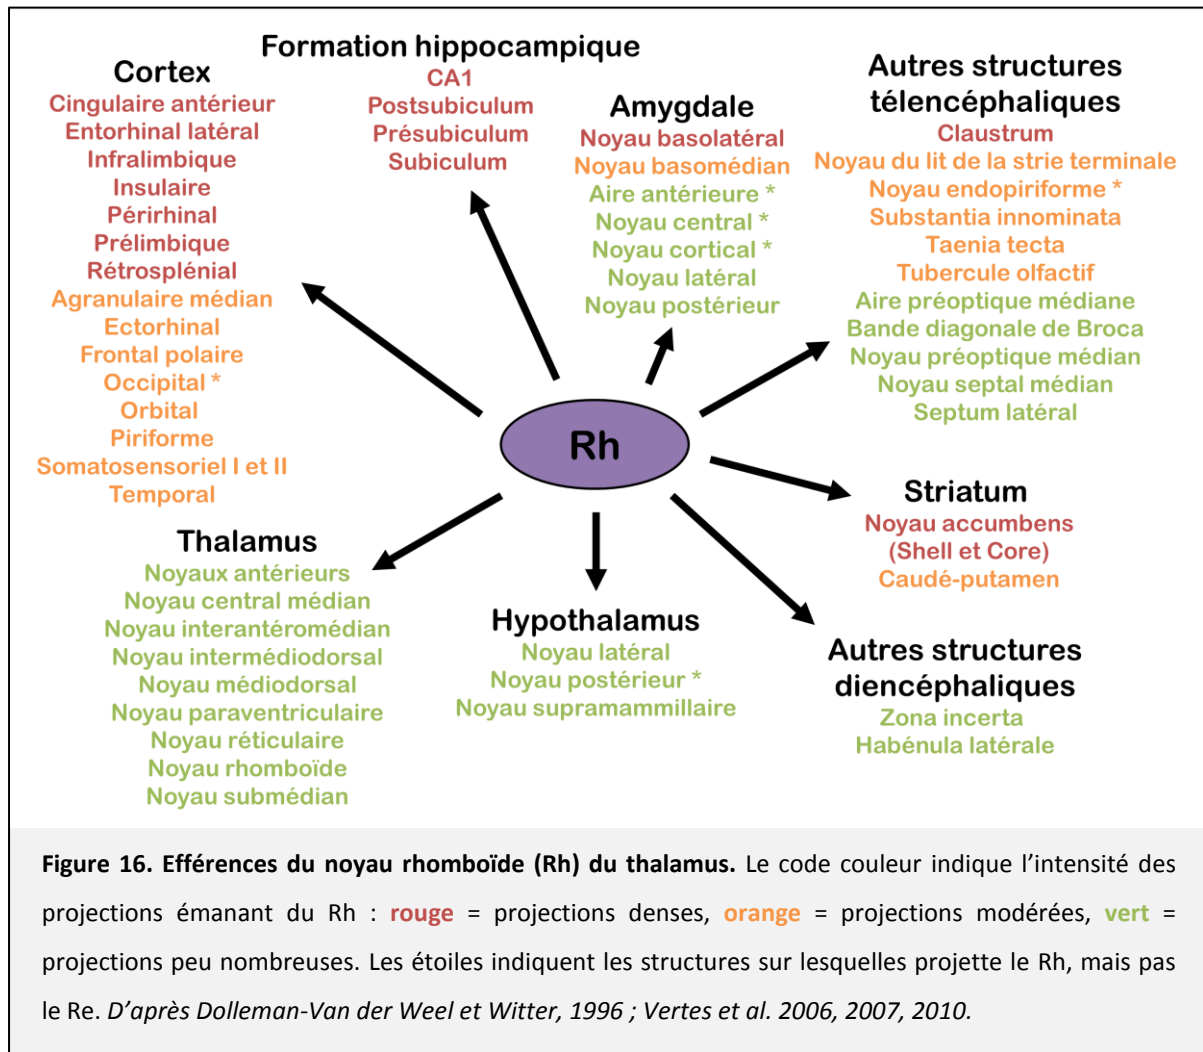 Formation hippocampique
CA1
Postsubiculum
Présubiculum
Subiculum
Cortex
Cingulaire antérieur
Entorhinal latéral
Infralimbique
Insulaire
Périrhinal
Prélimbique
Rétrosplénial
Agranulaire médian
Ectorhinal
Frontal polaire
Occipital *
Orbital
Piriforme
Somatosensoriel I et II
Temporal
Amygdale
Noyau basolatéral
Noyau basomédian
Aire antérieure *
Noyau central *
Noyau cortical *
Noyau latéral
Noyau postérieur
Autres structures
télencéphaliques
Claustrum
Noyau du lit de la strie terminale
Noyau endopiriforme *
Substantia innominata
Taenia tecta
Tubercule olfactif
Aire préoptique médiane
Bande diagonale de Broca
Noyau préoptique médian
Noyau septal médian
Septum latéral
Rh
Striatum
Noyau accumbens
(Shell et Core)
Caudé-putamen
Thalamus
Noyaux antérieurs
Noyau central médian
Noyau interantéromédian
Noyau intermédiodorsal
Noyau médiodorsal
Noyau paraventriculaire
Noyau réticulaire
Noyau rhomboïde
Noyau submédian
Hypothalamus
Noyau latéral
Noyau postérieur *
Noyau supramammillaire
Autres structures
diencéphaliques
Zona incerta
Habénula latérale
Figure 16. Efférences du noyau rhomboïde (Rh) du thalamus. Le code couleur indique l’intensité des
projections émanant du Rh : rouge = projections denses, orange = projections modérées, vert =
projections peu nombreuses. Les étoiles indiquent les structures sur lesquelles projette le Rh, mais pas
le Re. D’après Dolleman-Van der Weel et Witter, 1996 ; Vertes et al. 2006, 2007, 2010.